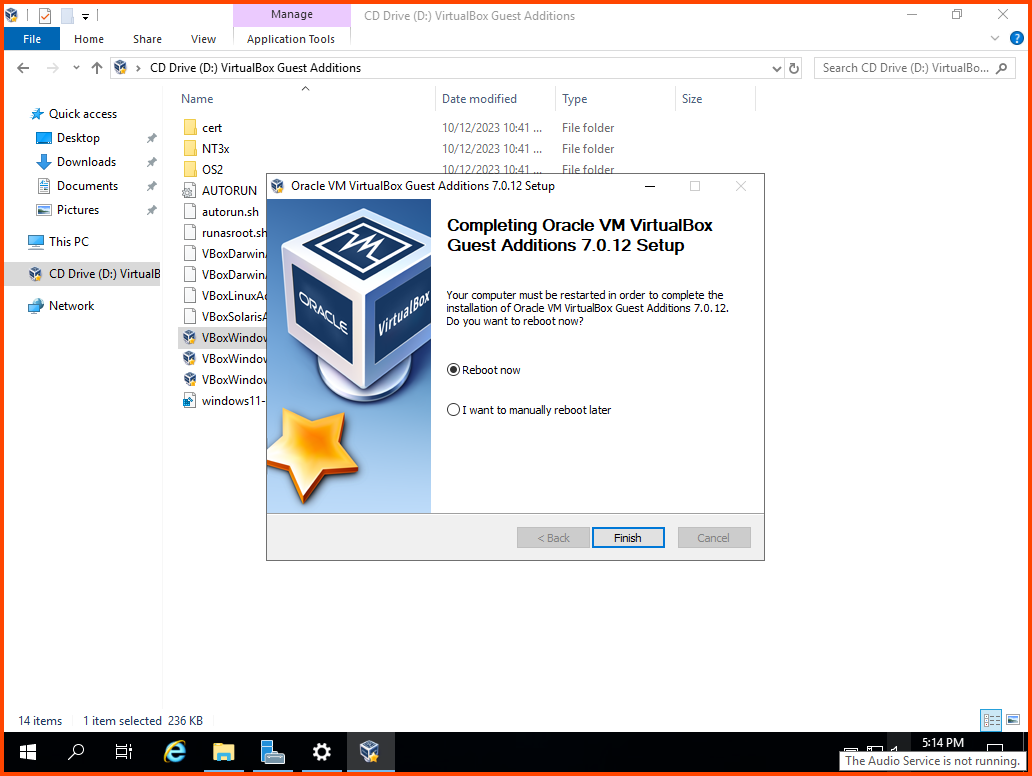 Manage
CD Drive (D:) VirtualBox Guest Additions
File
Home
Share
View
Application Tools
CD Drive (D:) VirtualBox Guest Additions
Search CD Drive (D:) VirtualBo...
Name
Date modified
Type
Size
Quick access
Desktop
Downloads
Documents
Pictures
This PC
CD Drive (D:) VirtualB
Network
cert 10/12/2023 10:41 ... File folder
NT3x 10/12/2023 10:41 ... File folder
OS2 10/12/2023 10:41 ... File folder
AUTORUN
autorun.sh
runasroot.sh
VBoxDarwinA
VBoxDarwinA
VBoxLinuxAd
VBoxSolarisA
VBoxWindow
VBoxWindow
VBoxWindow
windows11-
Oracle VM VirtualBox Guest Additions 7.0.12 Setup
ORACLE
VirtualBox
Completing Oracle VM VirtualBox
Guest Additions 7.0.12 Setup
Your computer must be restarted in order to complete the
installation of Oracle VM VirtualBox Guest Additions 7.0.12.
Do you want to reboot now?
Reboot now
I want to manually reboot later
< Back
Finish
Cancel
14 items
1 item selected 236 KB
5:14 PM
The Audio Service is not running.